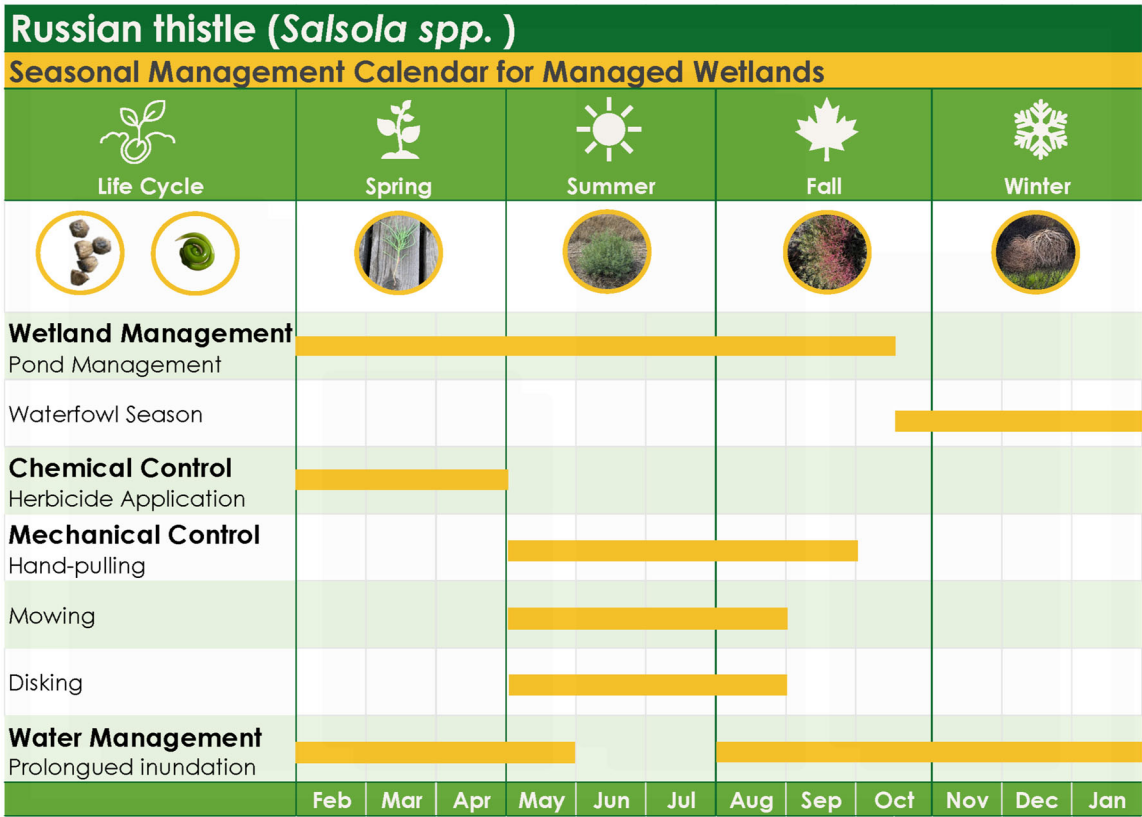 Russian thistle (Salsola spp. )
Seasonal Management Calendar for Managed Wetlands
Life Cycle
Spring
Summer
Fall
Winter
Wetland Management
Pond Management
Waterfowl Season
Chemical Control
Herbicide Application
Mechanical Control
Hand-pulling
Mowing
Disking
Water Management
Prolongued inundation
Feb
Mar
Apr
May
Jun
Jul
Aug
Sep
Oct
Nov
Dec
Jan